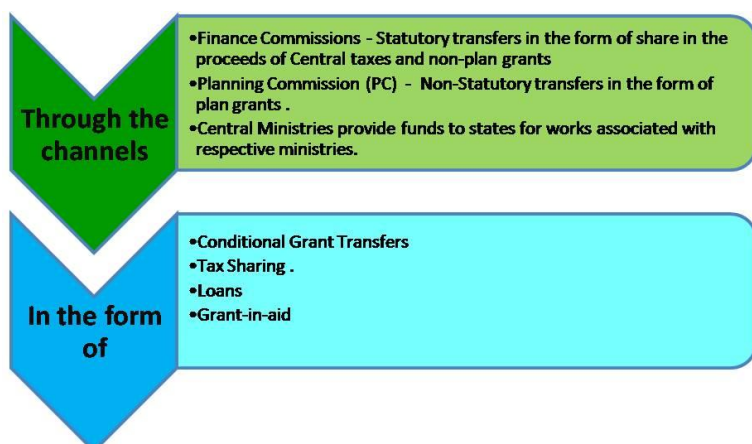 Through the
channels
•Finance Commissions - Statutory transfers in the form of share in the
proceeds of Central taxes and non-plan grants
•Planning Commission (PC) - Non-Statutory transfers in the form of
plan grants .
•Central Ministries provide funds to states for works associated with
respective ministries.
In the form
of
•Conditional Grant Transfers
•Tax Sharing .
•Loans
•Grant-in-aid